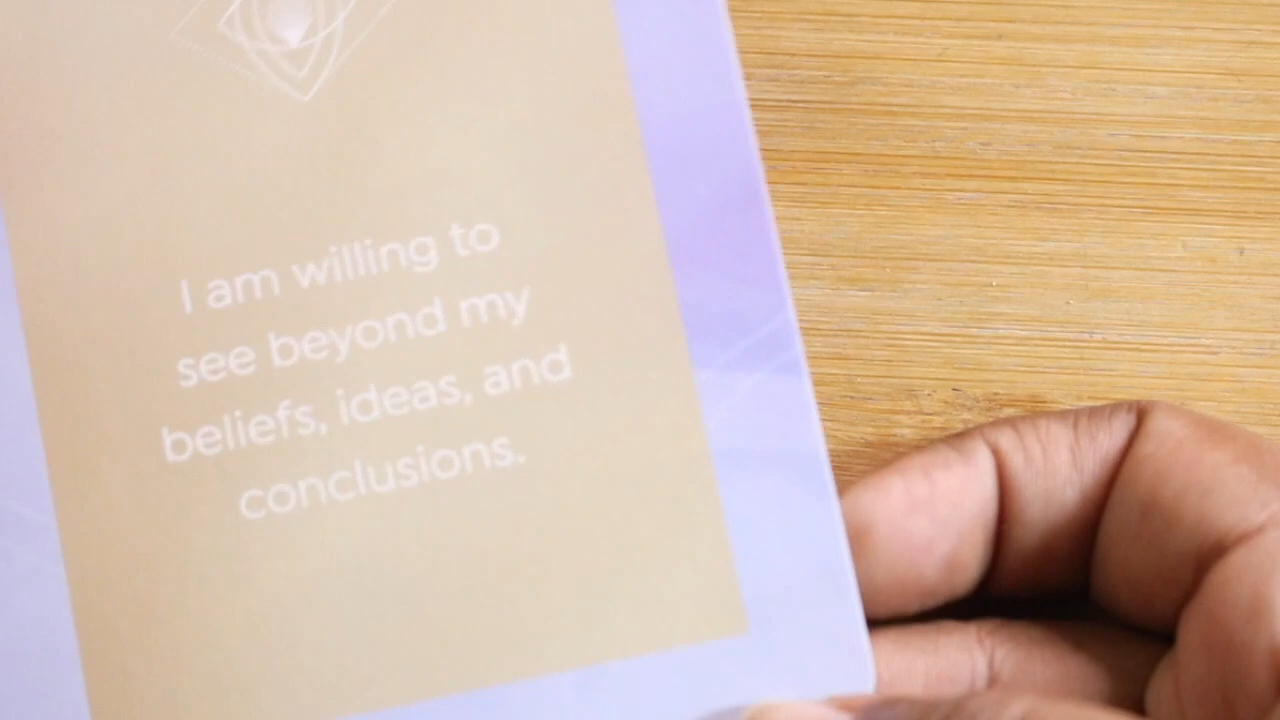 I am willing to
see beyond my
beliefs, ideas, and
conclusions.